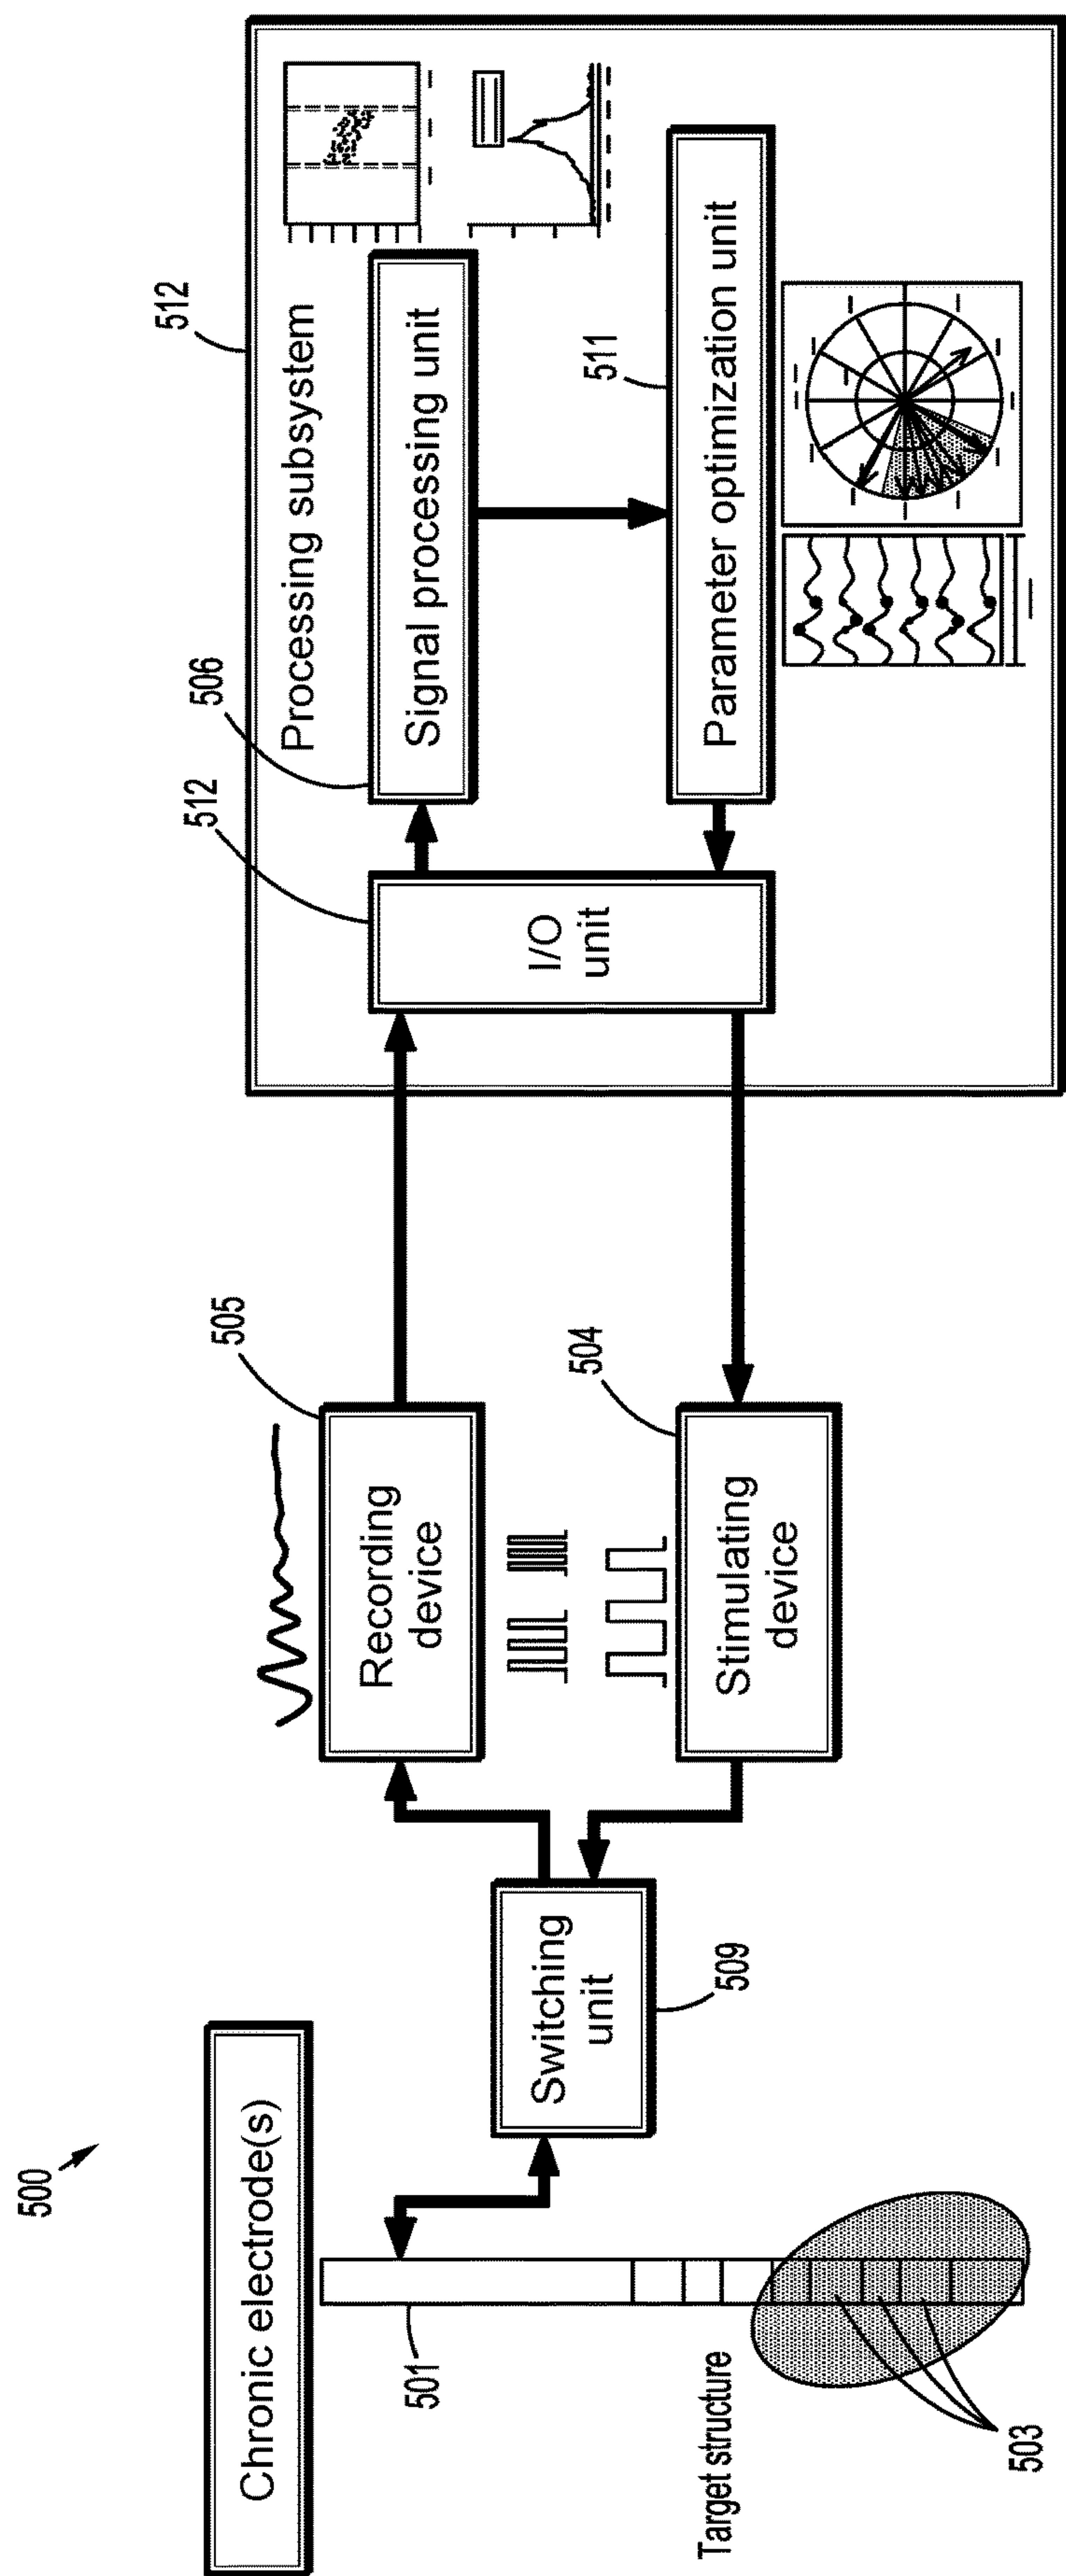 500
Chronic electrode(s)
501
Target structure
503
Switching
unit
509
Recording
device
505
Stimulating
device
504
512
Processing subsystem
512
I/O
unit
506
Signal processing unit
511
Parameter optimization unit